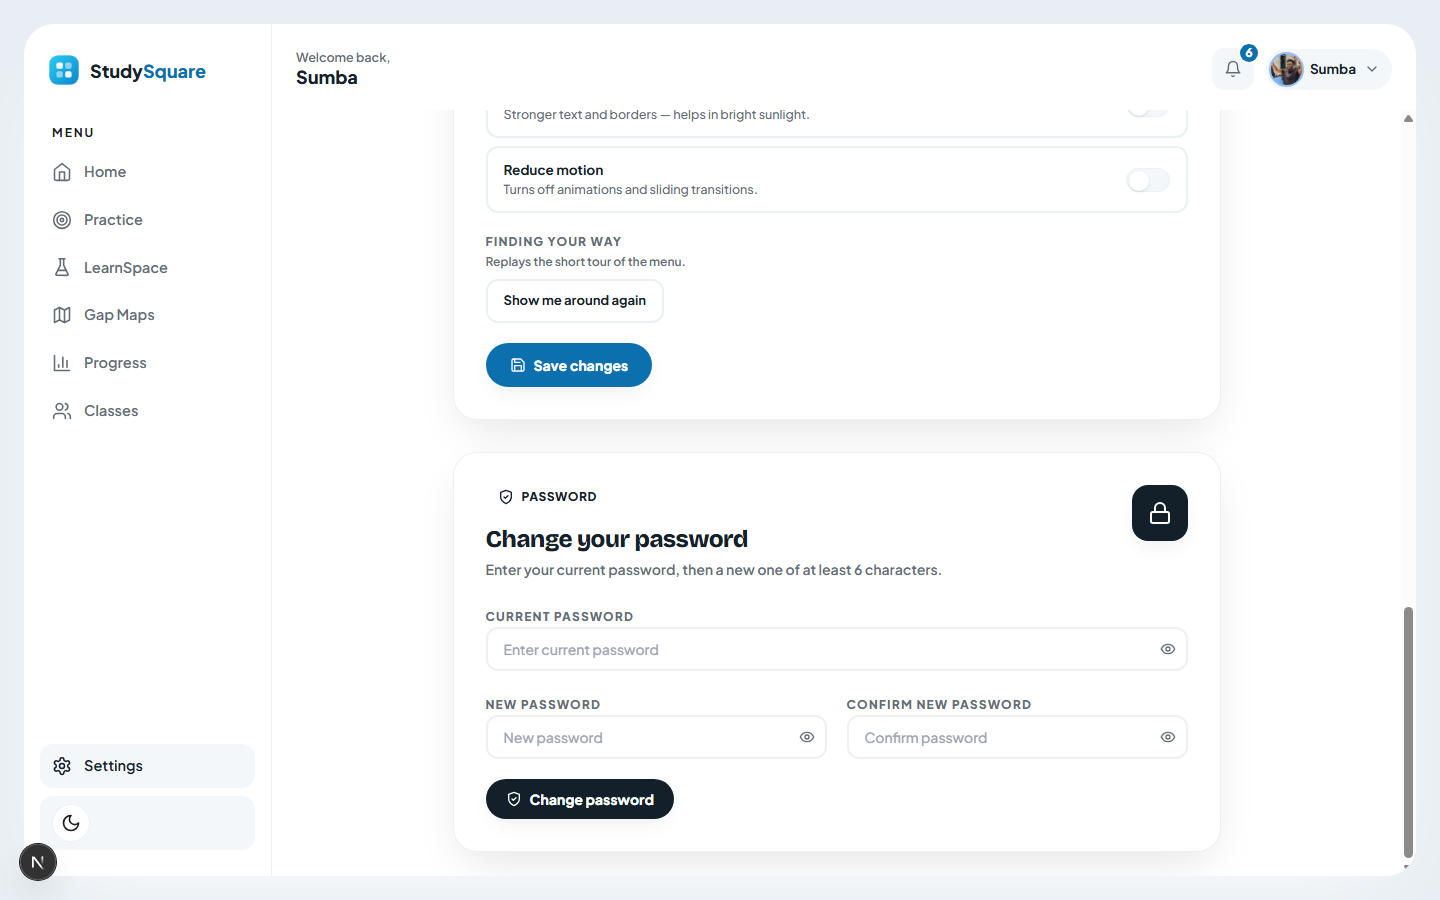 StudySquare
MENU
Home
Practice
LearnSpace
Gap Maps
Progress
Classes
Settings
N
Welcome back,
Sumba
6
Sumba
Stronger text and borders — helps in bright sunlight.
Reduce motion
Turns off animations and sliding transitions.
FINDING YOUR WAY
Replays the short tour of the menu.
Show me around again
Save changes
PASSWORD
Change your password
Enter your current password, then a new one of at least 6 characters.
CURRENT PASSWORD
Enter current password
NEW PASSWORD
New password
CONFIRM NEW PASSWORD
Confirm password
Change password